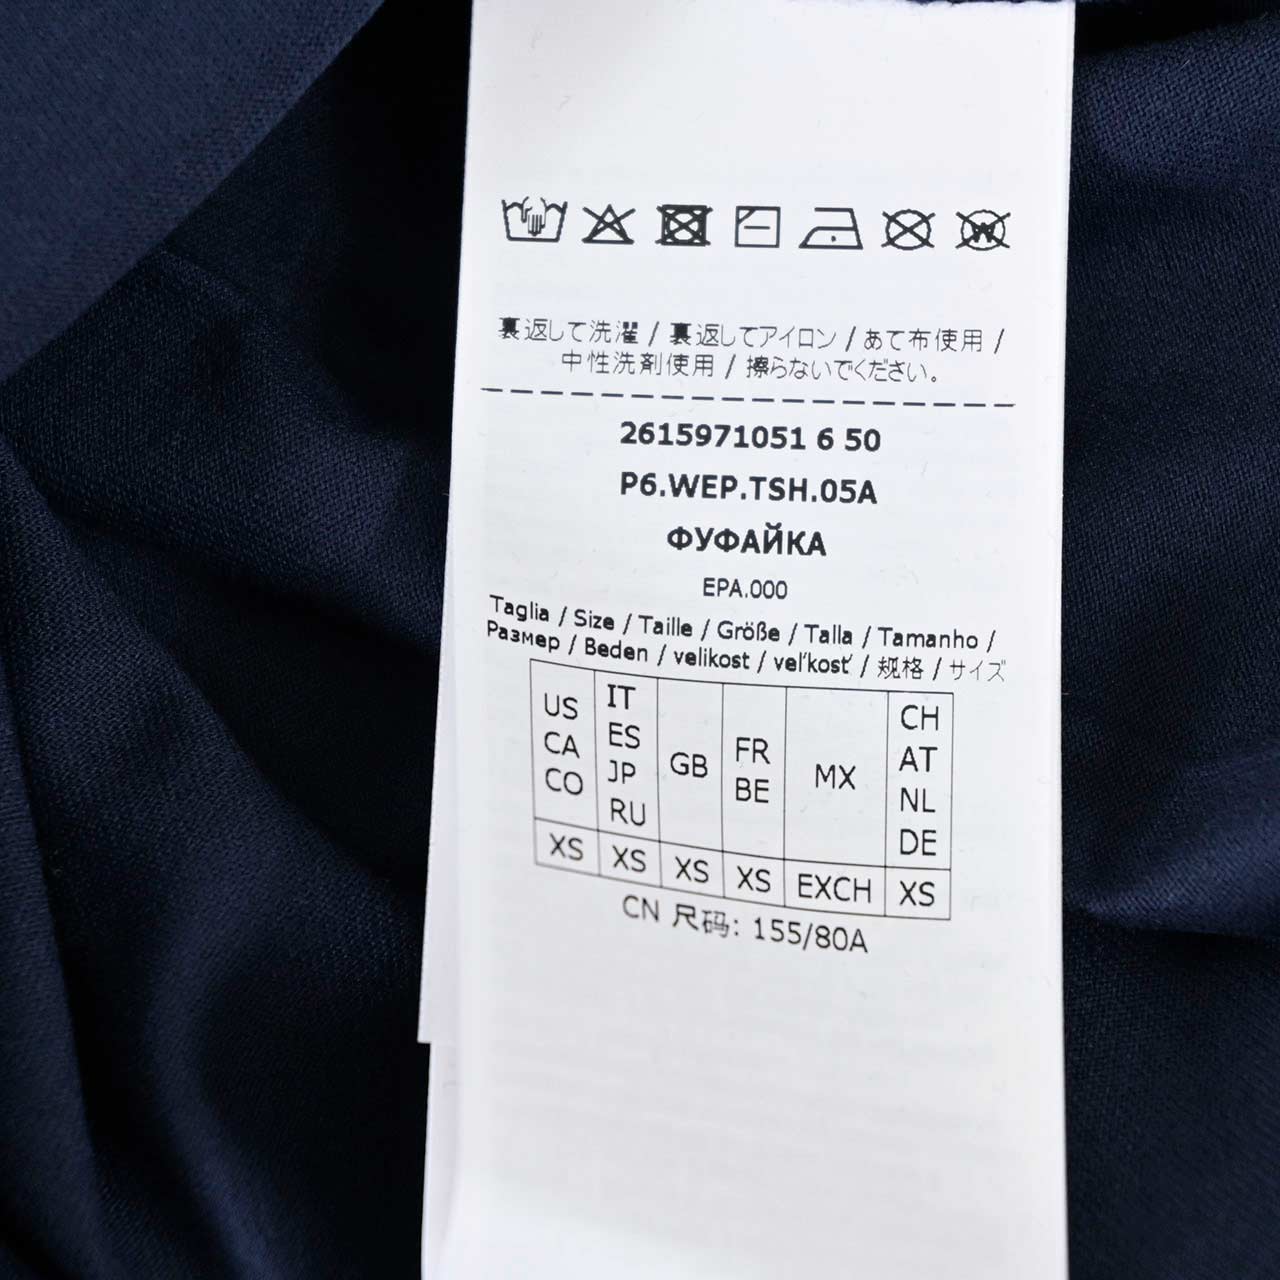 裏返して洗濯 / 裏返してアイロン / あて布使用 /
中性洗剤使用 / 擦らないでください。
2615971051 6 50
P6.WEP.TSH.05A
ФУФАЙКА
EPA.000
Taglia / Size / Taille / Größe / Talla / Tamanho /
Размер / Beden / velikost / veľkosť / 规格 / サイズ
US CA CO
IT ES JP RU
GB
FR BE
MX
CH AT NL DE
XS XS XS XS EXCH XS
CN 尺码: 155/80A